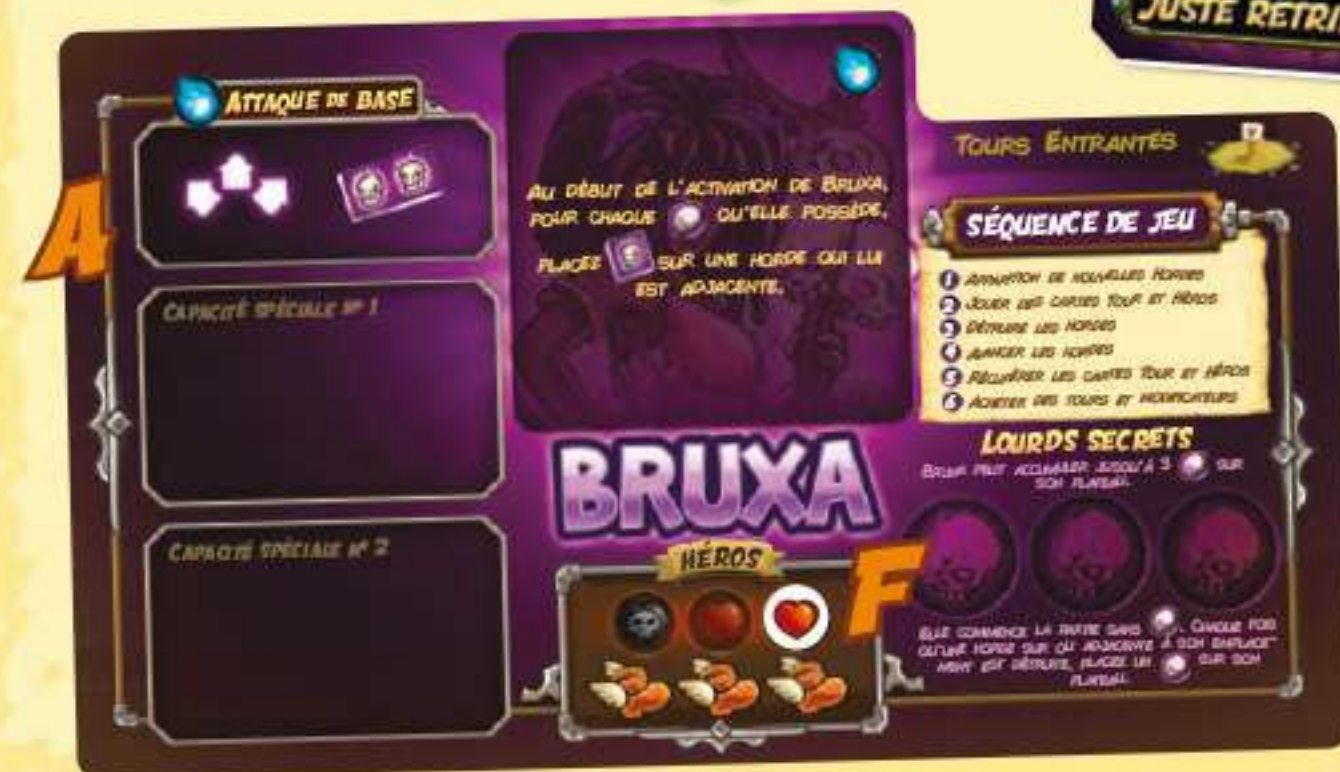 JUSTE RETRI
ATTAQUE DE BASE
A
CAPACITÉ SPÉCIALE Nº 1
CAPACITÉ SPÉCIALE Nº 2
AU DÉBUT DE L'ACTIVATION DE BRUXA,
POUR CHAQUE QU'ELLE POSSÈDE,
PLACEZ SUR UNE HORDE QUI LUI
EST ADJACENTE.
BRUXA
HÉROS
F
TOURS ENTRANTES
SÉQUENCE DE JEU
1 APPARITION DE NOUVELLES HORDES
2 JOUER DES CARTES TOUR ET HÉROS
3 DÉTRUIRE LES HORDES
4 AVANCER LES HORDES
5 RÉCUPÉRER LES CARTES TOUR ET HÉROS
6 ACHETER DES TOURS ET MODIFICATEURS
LOURDS SECRETS
BRUXA PEUT ACCUMULER JUSQU'À 3 SUR
SON PLATEAU.
ELLE COMMENCE LA PARTIE SANS . CHAQUE FOIS
QU'UNE HORDE SUR OU ADJACENTE À SON EMPLACE-
MENT EST DÉTRUITE, PLACEZ UN SUR SON
PLATEAU.